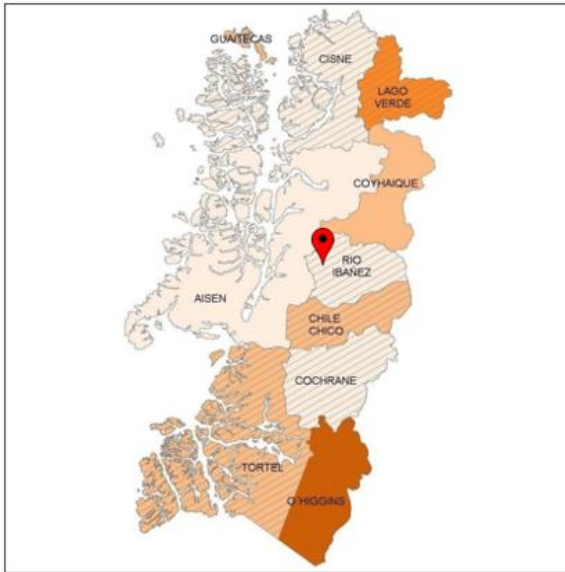 GUAITECAS
CISNE
LAGO
VERDE
COYHAIQUE
RIO
IBAÑEZ
AISEN
CHILE
CHICO
COCHRANE
TORTEL
O´HIGGINS